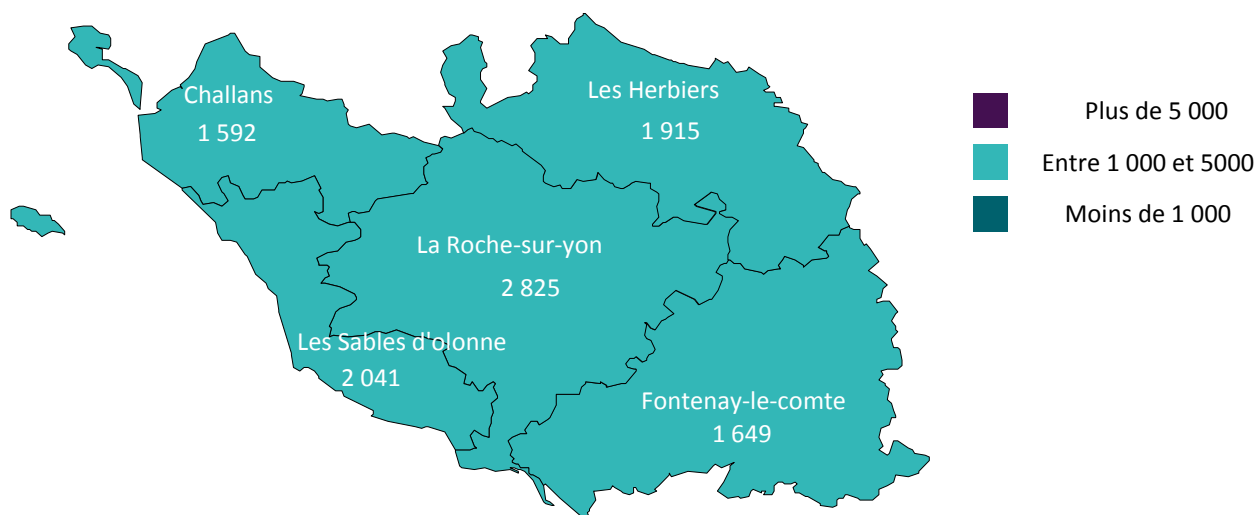 Challans
1 592
Les Herbiers
1 915
La Roche-sur-yon
2 825
Les Sables d'olonne
2 041
Fontenay-le-comte
1 649
Plus de 5 000
Entre 1 000 et 5000
Moins de 1 000